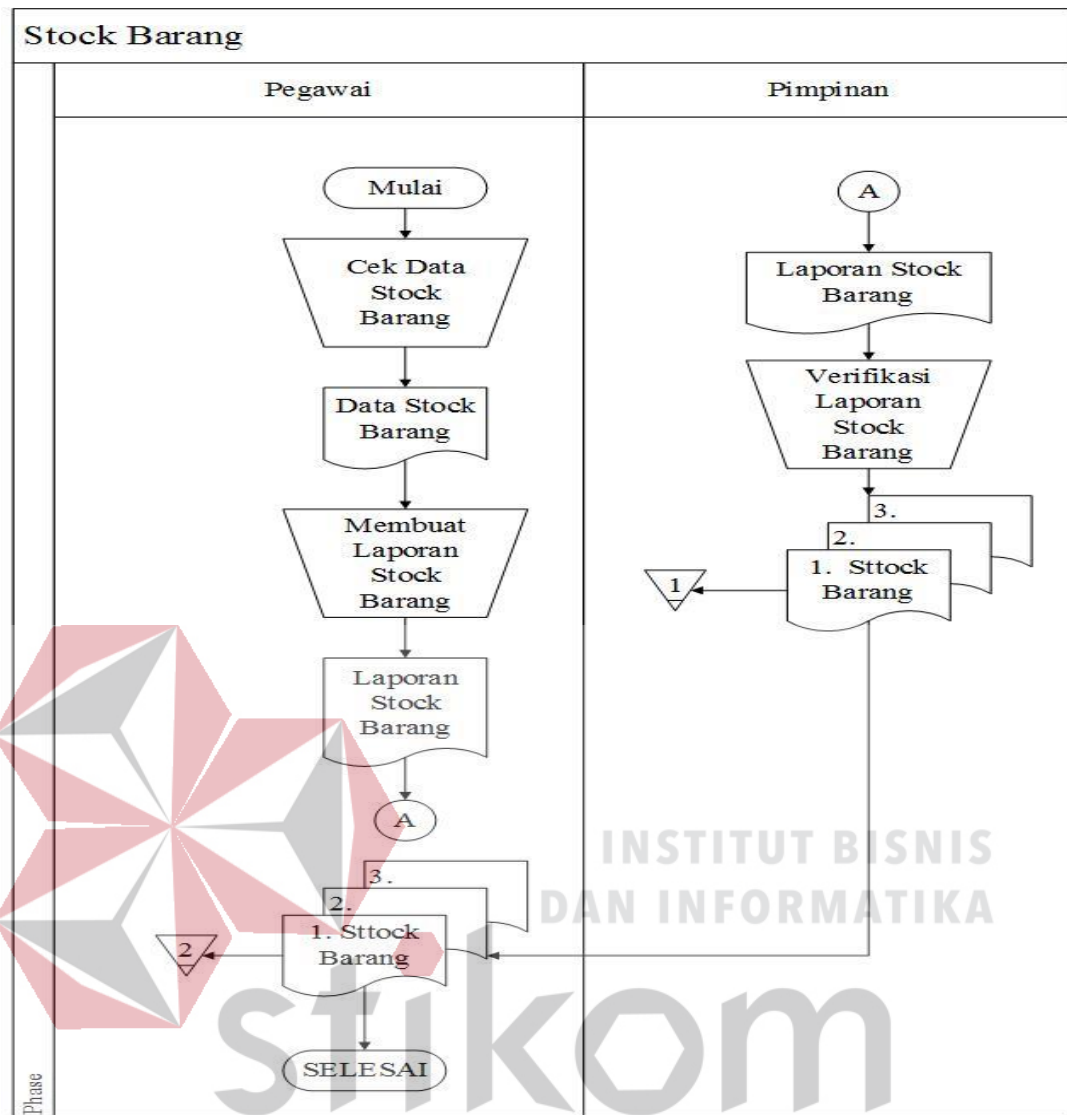 Stock Barang
Pegawai
Pimpinan
Mulai
Cek Data
Stock
Barang
Data Stock
Barang
Membuat
Laporan
Stock
Barang
Laporan
Stock
Barang
A
3.
2.
1. Sttock
Barang
2
SELESAI
A
Laporan Stock
Barang
Verifikasi
Laporan
Stock
Barang
3.
2.
1. Sttock
Barang
1
INSTITUT BISNIS
DAN INFORMATIKA
stikom
Phase